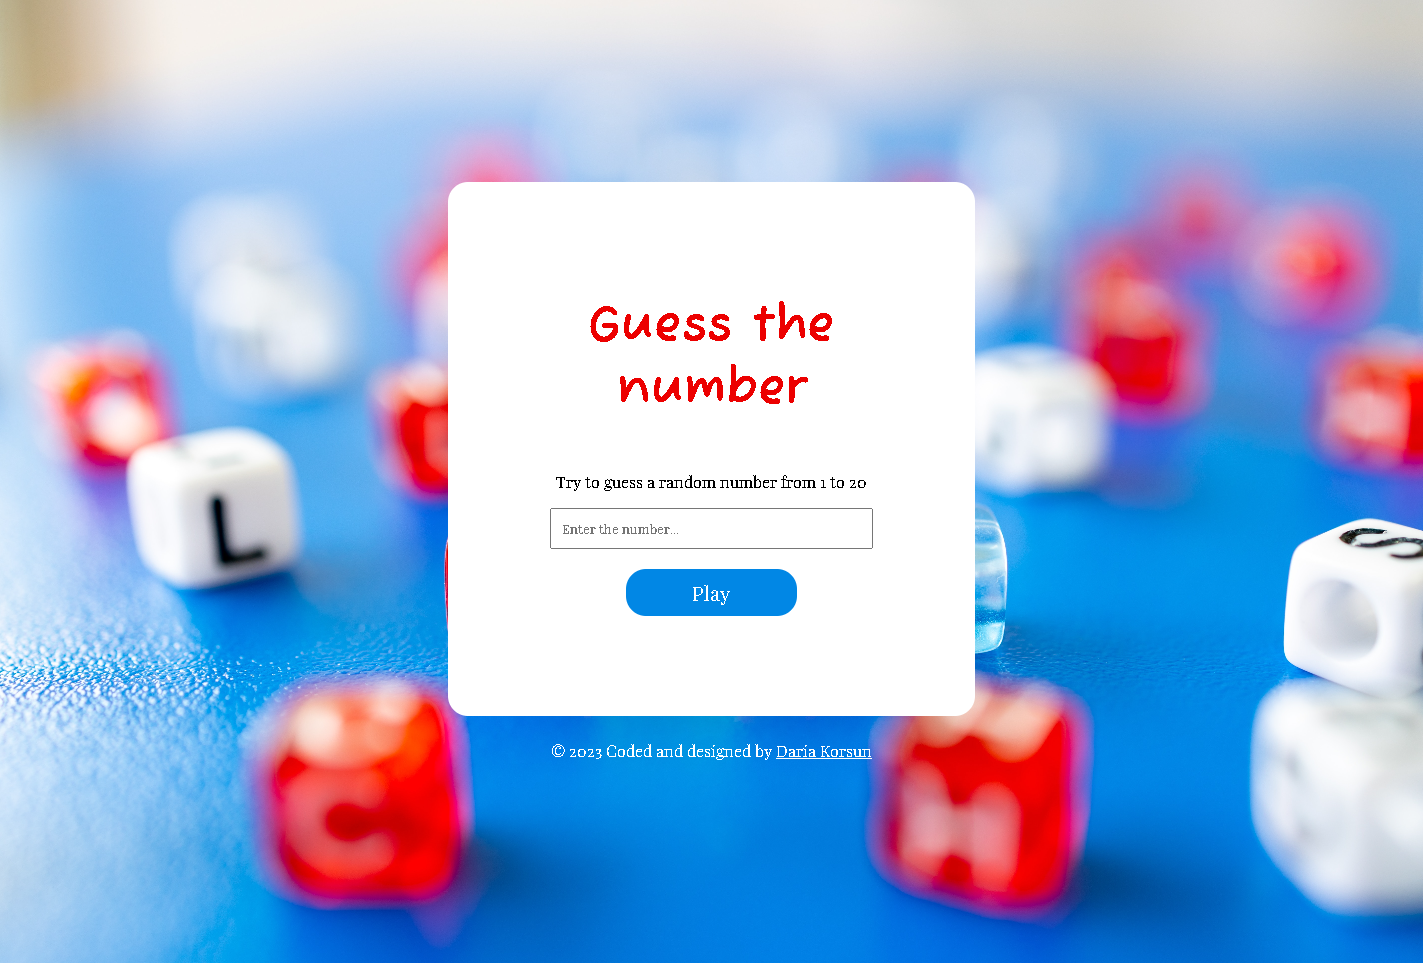 Guess the
number
Try to guess a random number from 1 to 20
Enter the number...
Play
L
S
C
H
© 2023 Coded and designed by Daria Korsun